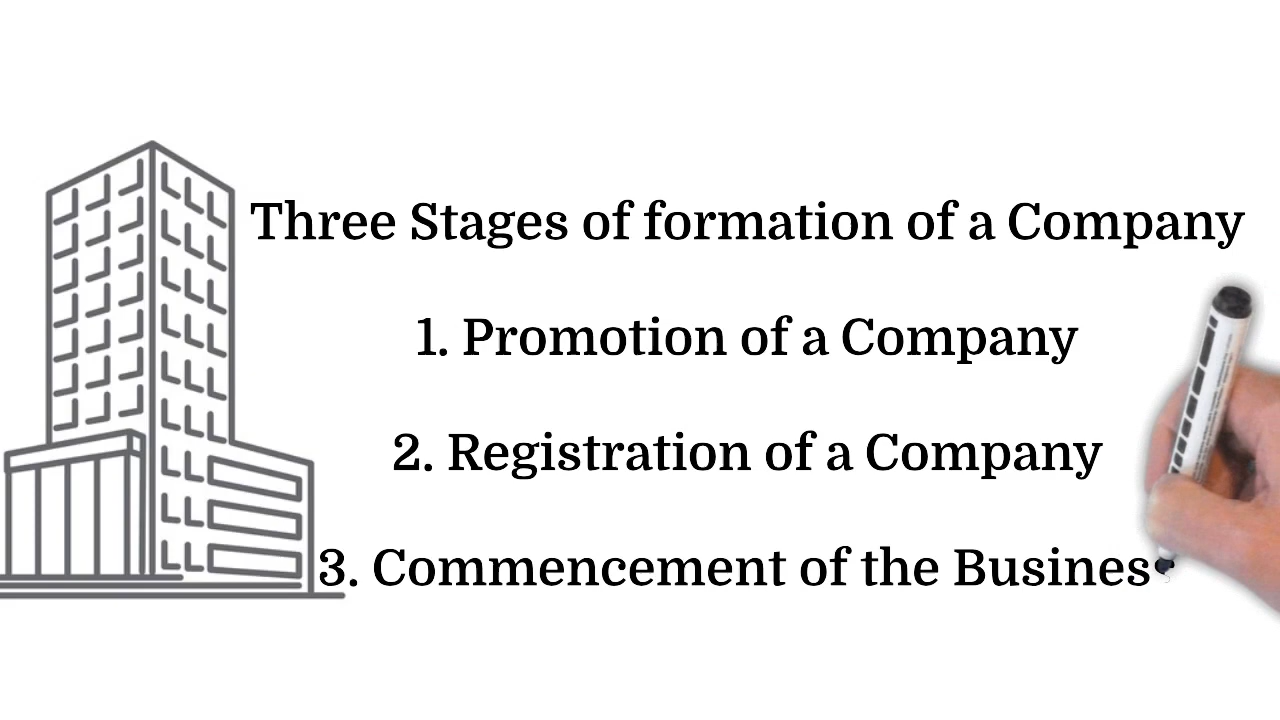 Three Stages of formation of a Company
1. Promotion of a Company
2. Registration of a Company
3. Commencement of the Busines